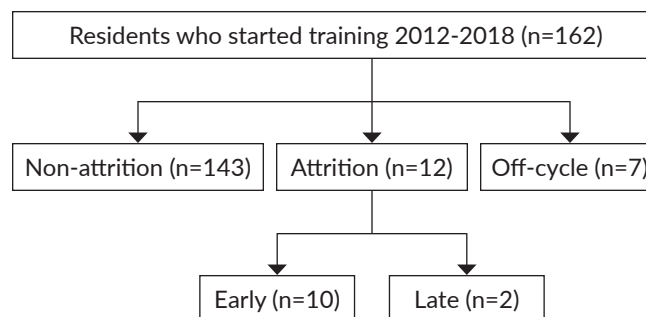 Residents who started training 2012-2018 (n=162)
Non-attrition (n=143)
Attrition (n=12)
Off-cycle (n=7)
Early (n=10)
Late (n=2)